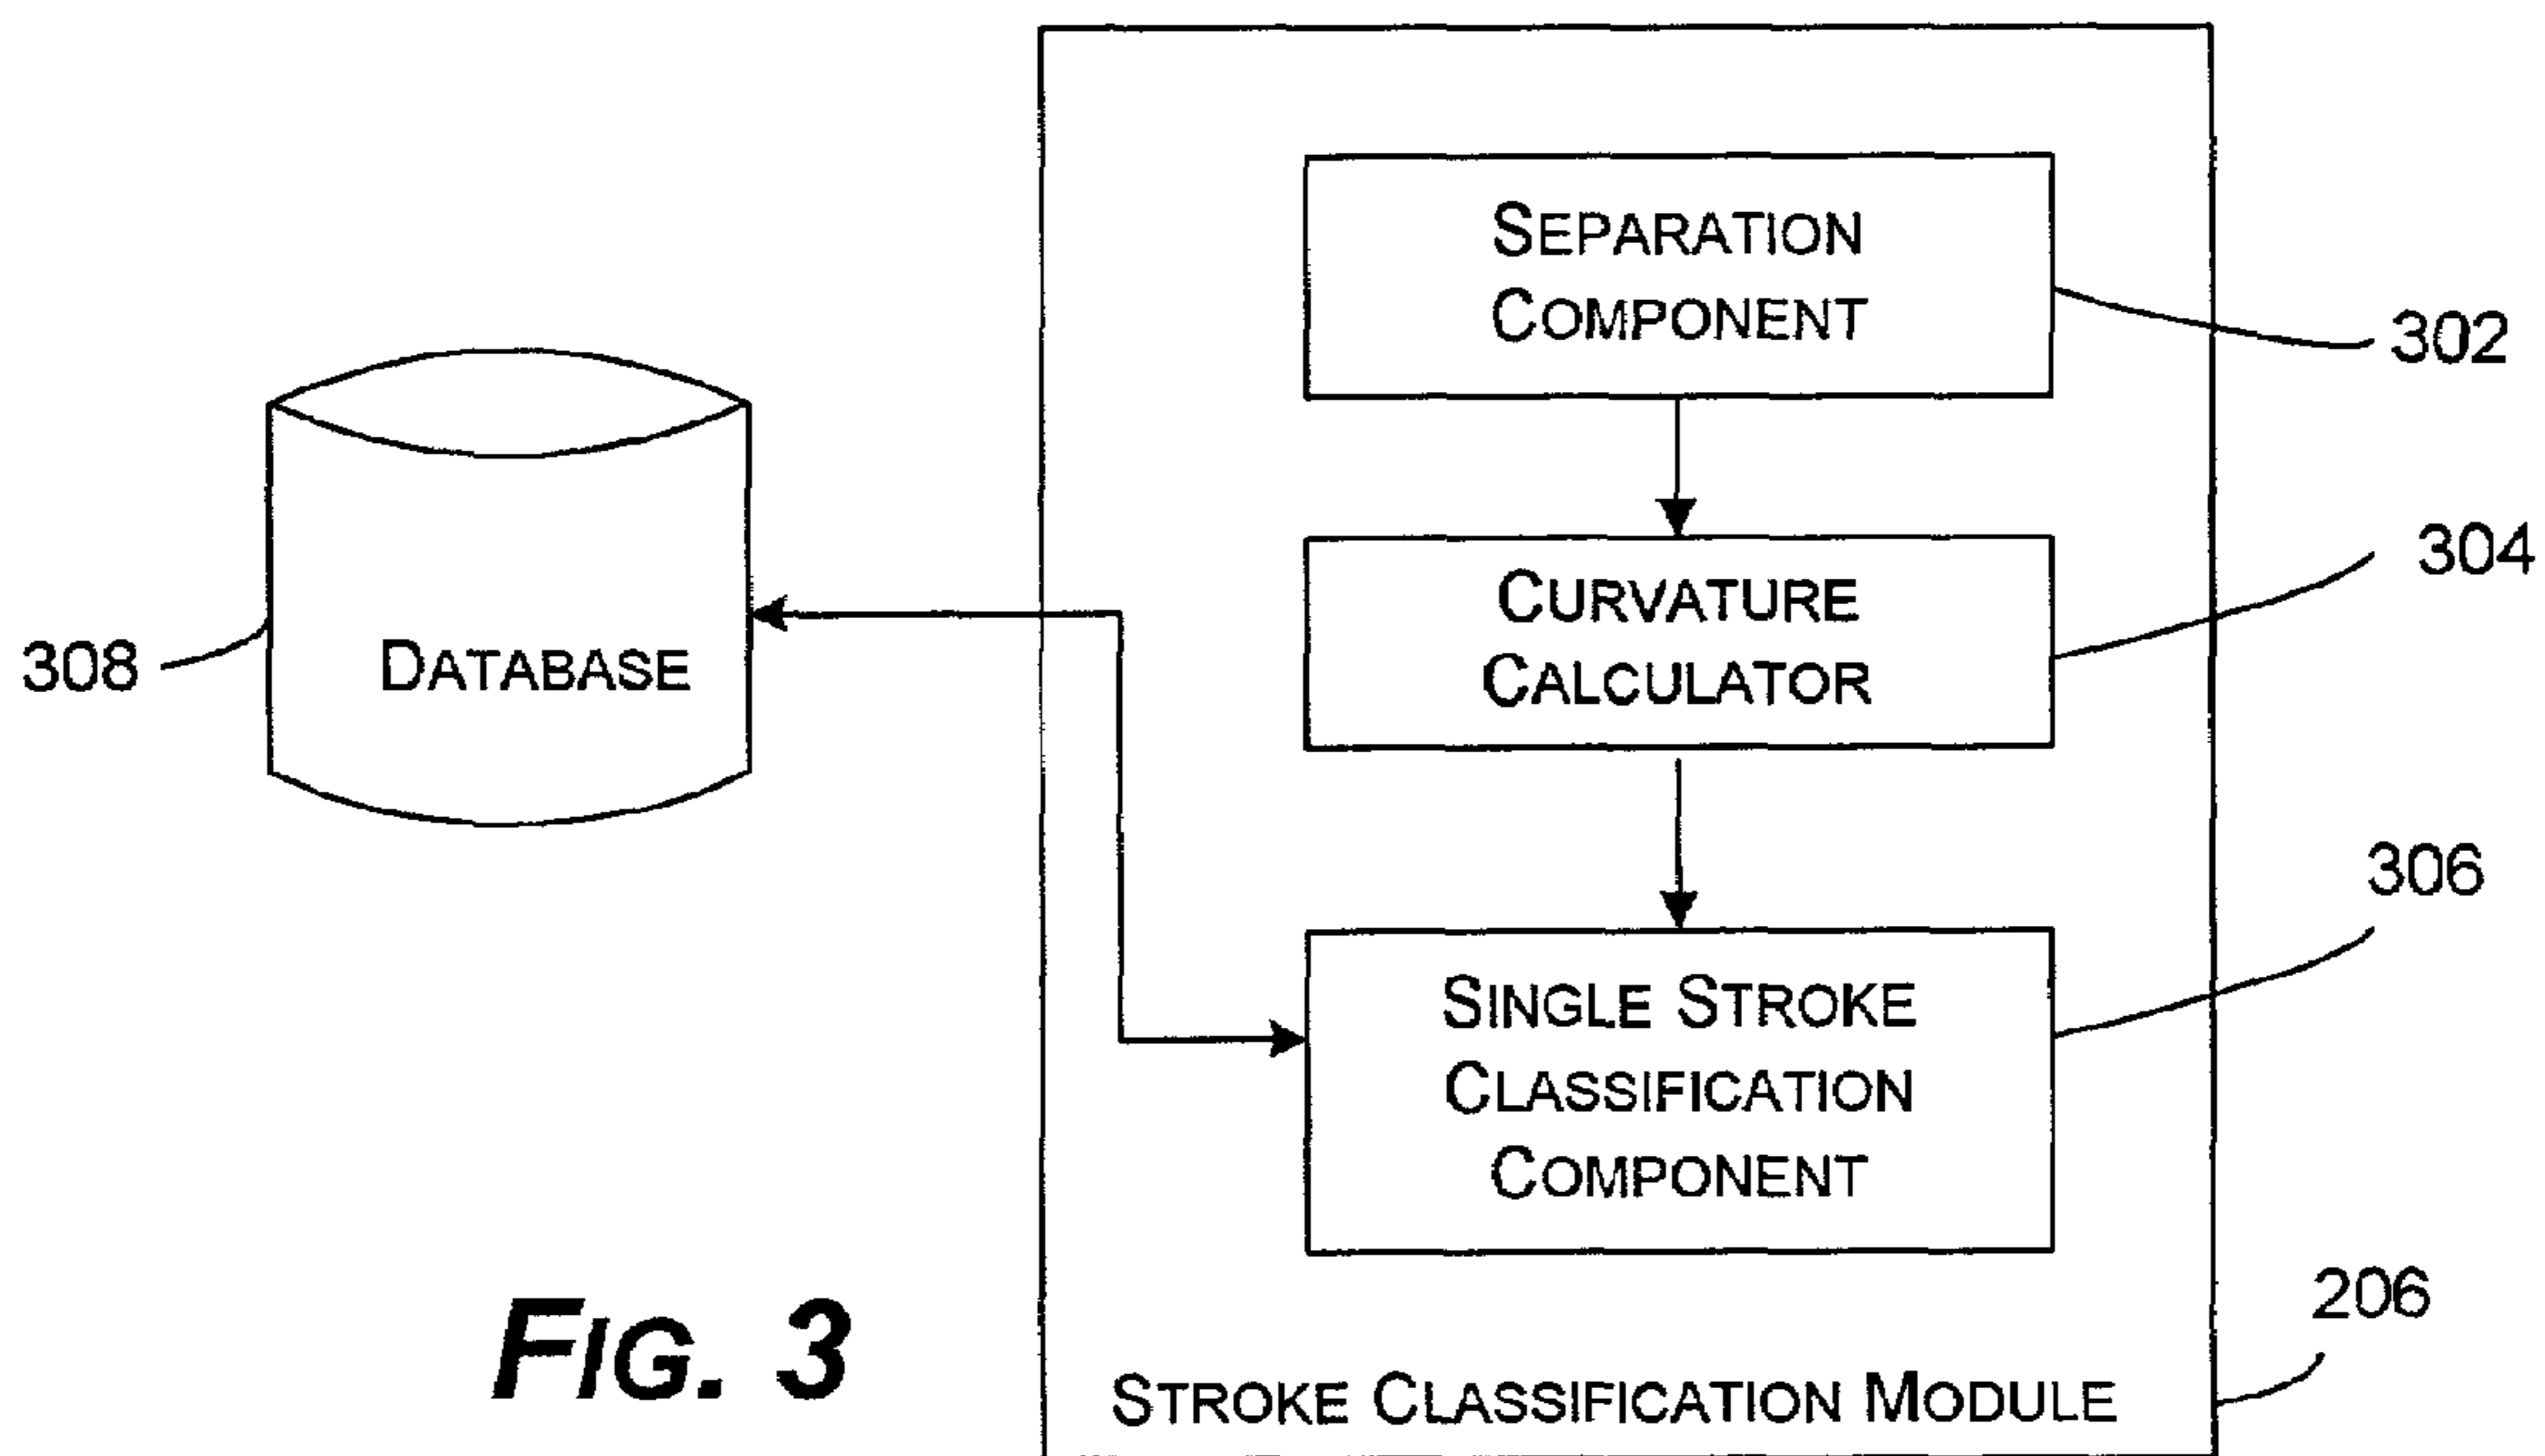 SEPARATION
COMPONENT
302
CURVATURE
CALCULATOR
304
308
DATABASE
306
SINGLE STROKE
CLASSIFICATION
COMPONENT
206
FIG. 3
STROKE CLASSIFICATION MODULE